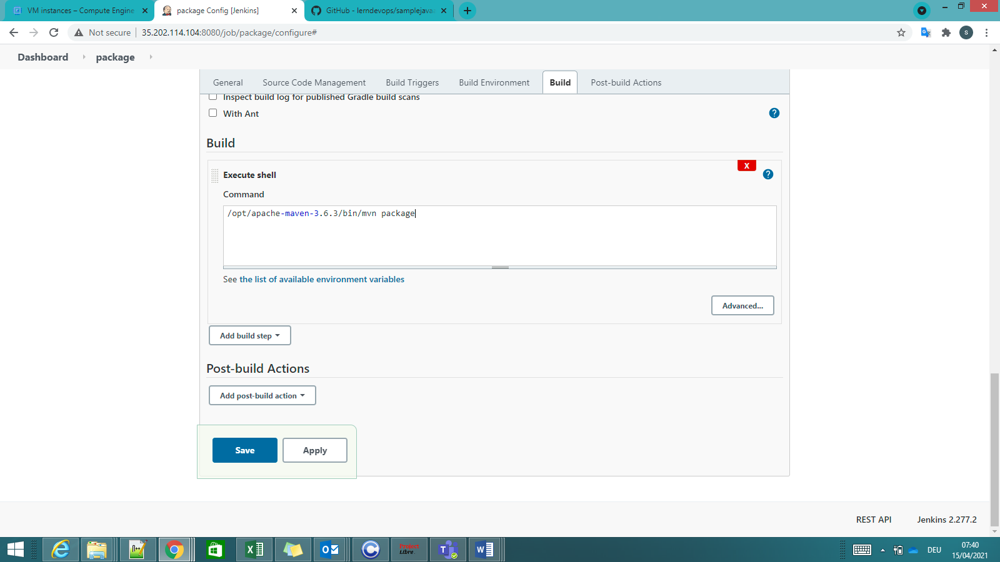 VM instances – Compute Engine
package Config [Jenkins]
GitHub - lerndevops/samplejava
Not secure
35.202.114.104:8080/job/package/configure#
S
Dashboard
package
General
Source Code Management
Build Triggers
Build Environment
Build
Post-build Actions
Inspect build log for published Gradle build scans
With Ant
?
Build
X
Execute shell
?
Command
/opt/apache-maven-3.6.3/bin/mvn package
See the list of available environment variables
Advanced...
Add build step
Post-build Actions
Add post-build action
Save
Apply
REST API
Jenkins 2.277.2
Project
Libre
DEU
07:40
15/04/2021